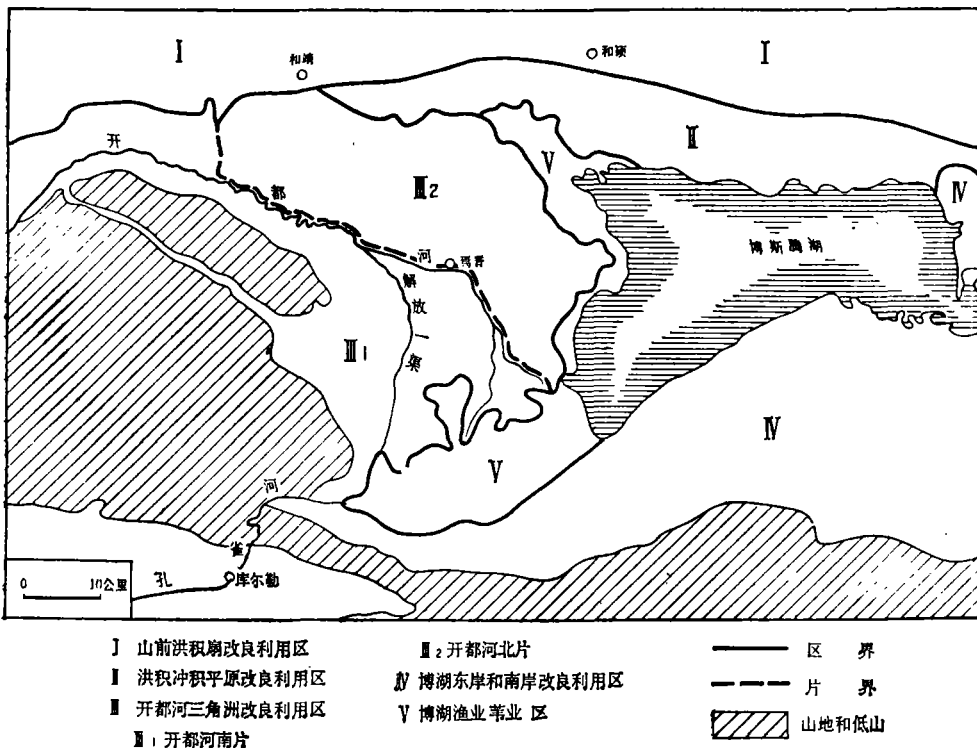 Ⅰ
和靖
和硕
Ⅰ
Ⅱ
开都河
Ⅲ2
Ⅴ
Ⅳ
博斯腾湖
焉耆
解放一渠
Ⅲ1
Ⅳ
Ⅴ
孔雀河
库尔勒
0 10公里
Ⅰ 山前洪积扇改良利用区
Ⅱ 洪积冲积平原改良利用区
Ⅲ 开都河三角洲改良利用区
Ⅲ1 开都河南片
Ⅲ2 开都河北片
Ⅳ 博湖东岸和南岸改良利用区
Ⅴ 博湖渔业苇业区
区界
片界
山地和低山